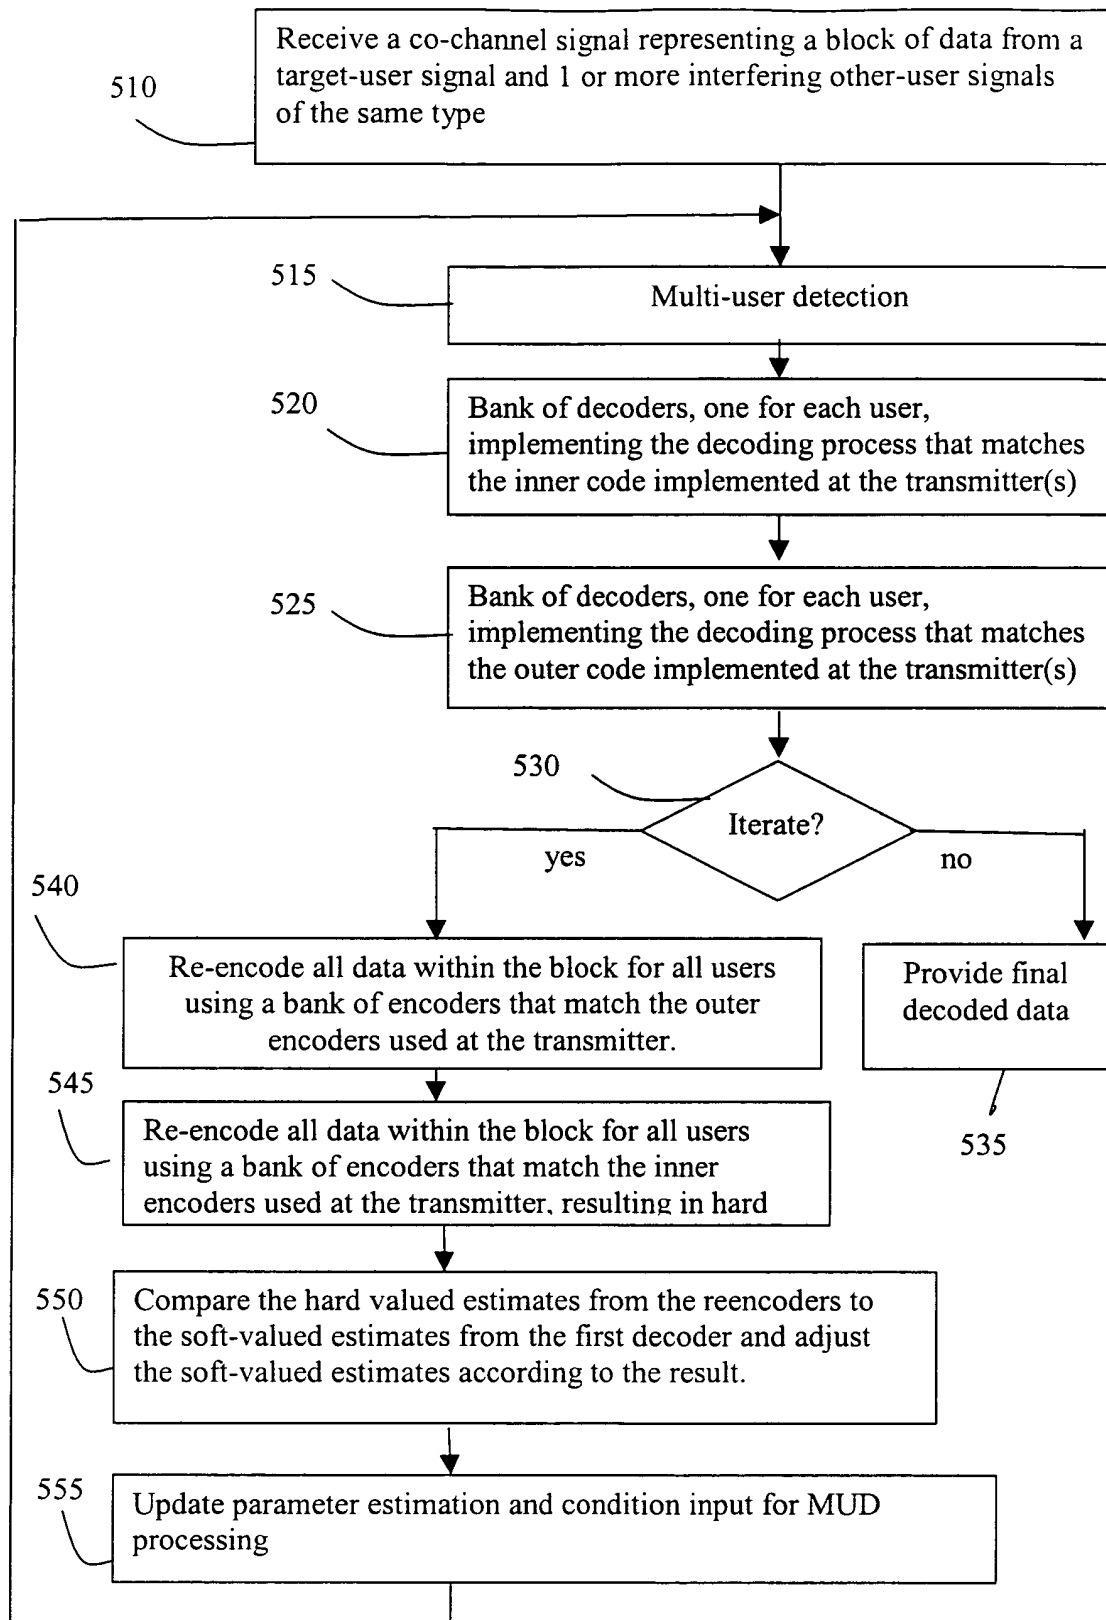 Receive a co-channel signal representing a block of data from a
target-user signal and 1 or more interfering other-user signals
of the same type
510
515
Multi-user detection
520
Bank of decoders, one for each user,
implementing the decoding process that matches
the inner code implemented at the transmitter(s)
525
Bank of decoders, one for each user,
implementing the decoding process that matches
the outer code implemented at the transmitter(s)
530
Iterate?
yes
no
540
Re-encode all data within the block for all users
using a bank of encoders that match the outer
encoders used at the transmitter.
Provide final
decoded data
535
545
Re-encode all data within the block for all users
using a bank of encoders that match the inner
encoders used at the transmitter, resulting in hard
550
Compare the hard valued estimates from the reencoders to
the soft-valued estimates from the first decoder and adjust
the soft-valued estimates according to the result.
555
Update parameter estimation and condition input for MUD
processing